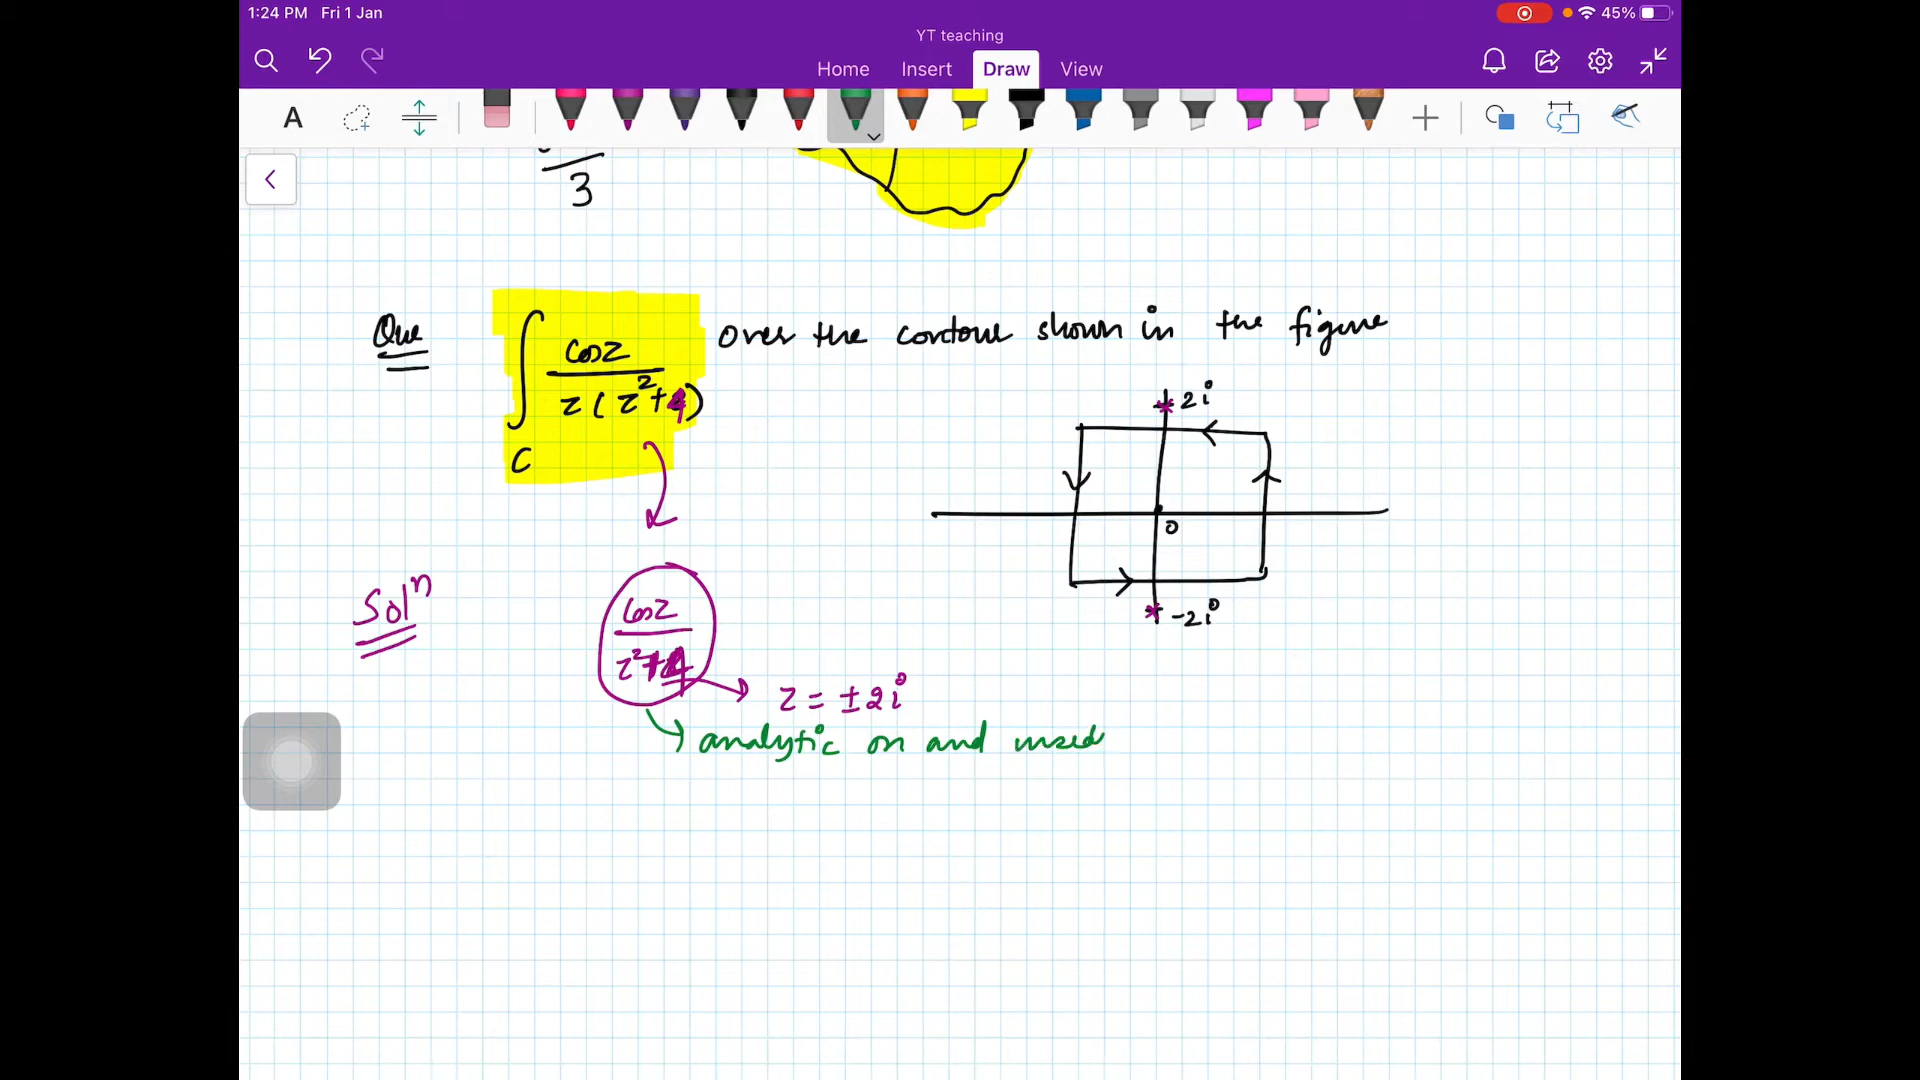 1:24 PM Fri 1 Jan
45%
YT teaching
Home Insert Draw View
A
3
Que ∫ cosz / z(z²+4) over the contour shown in the figure
C
2i
0
-2i
Solⁿ
cosz / z²+4
z = ±2i
analytic on and insid